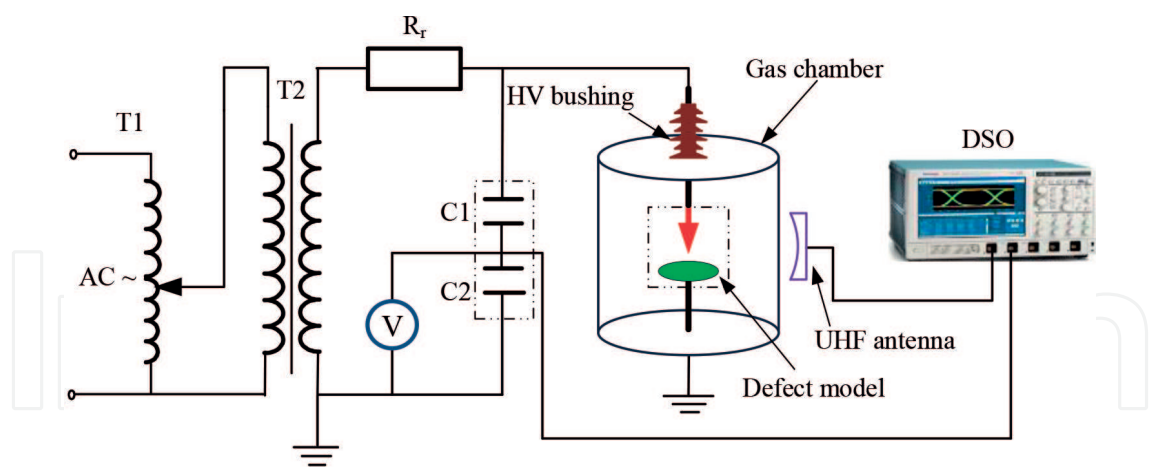 Rr
Gas chamber
T2
HV bushing
T1
DSO
C1
AC ~
C2
V
UHF antenna
Defect model